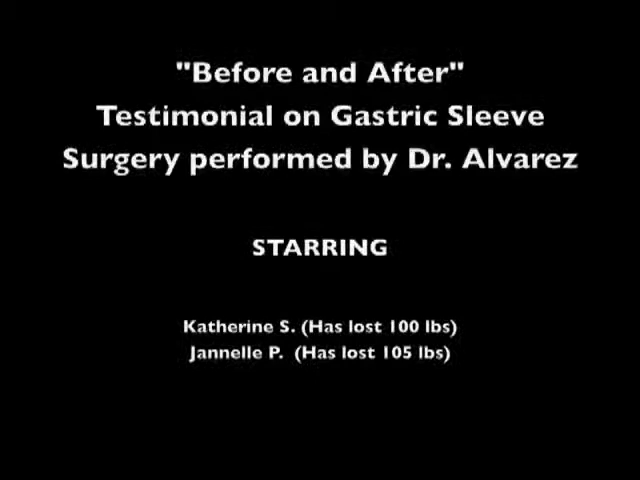 "Before and After"
Testimonial on Gastric Sleeve
Surgery performed by Dr. Alvarez
STARRING
Katherine S. (Has lost 100 lbs)
Jannelle P.  (Has lost 105 lbs)